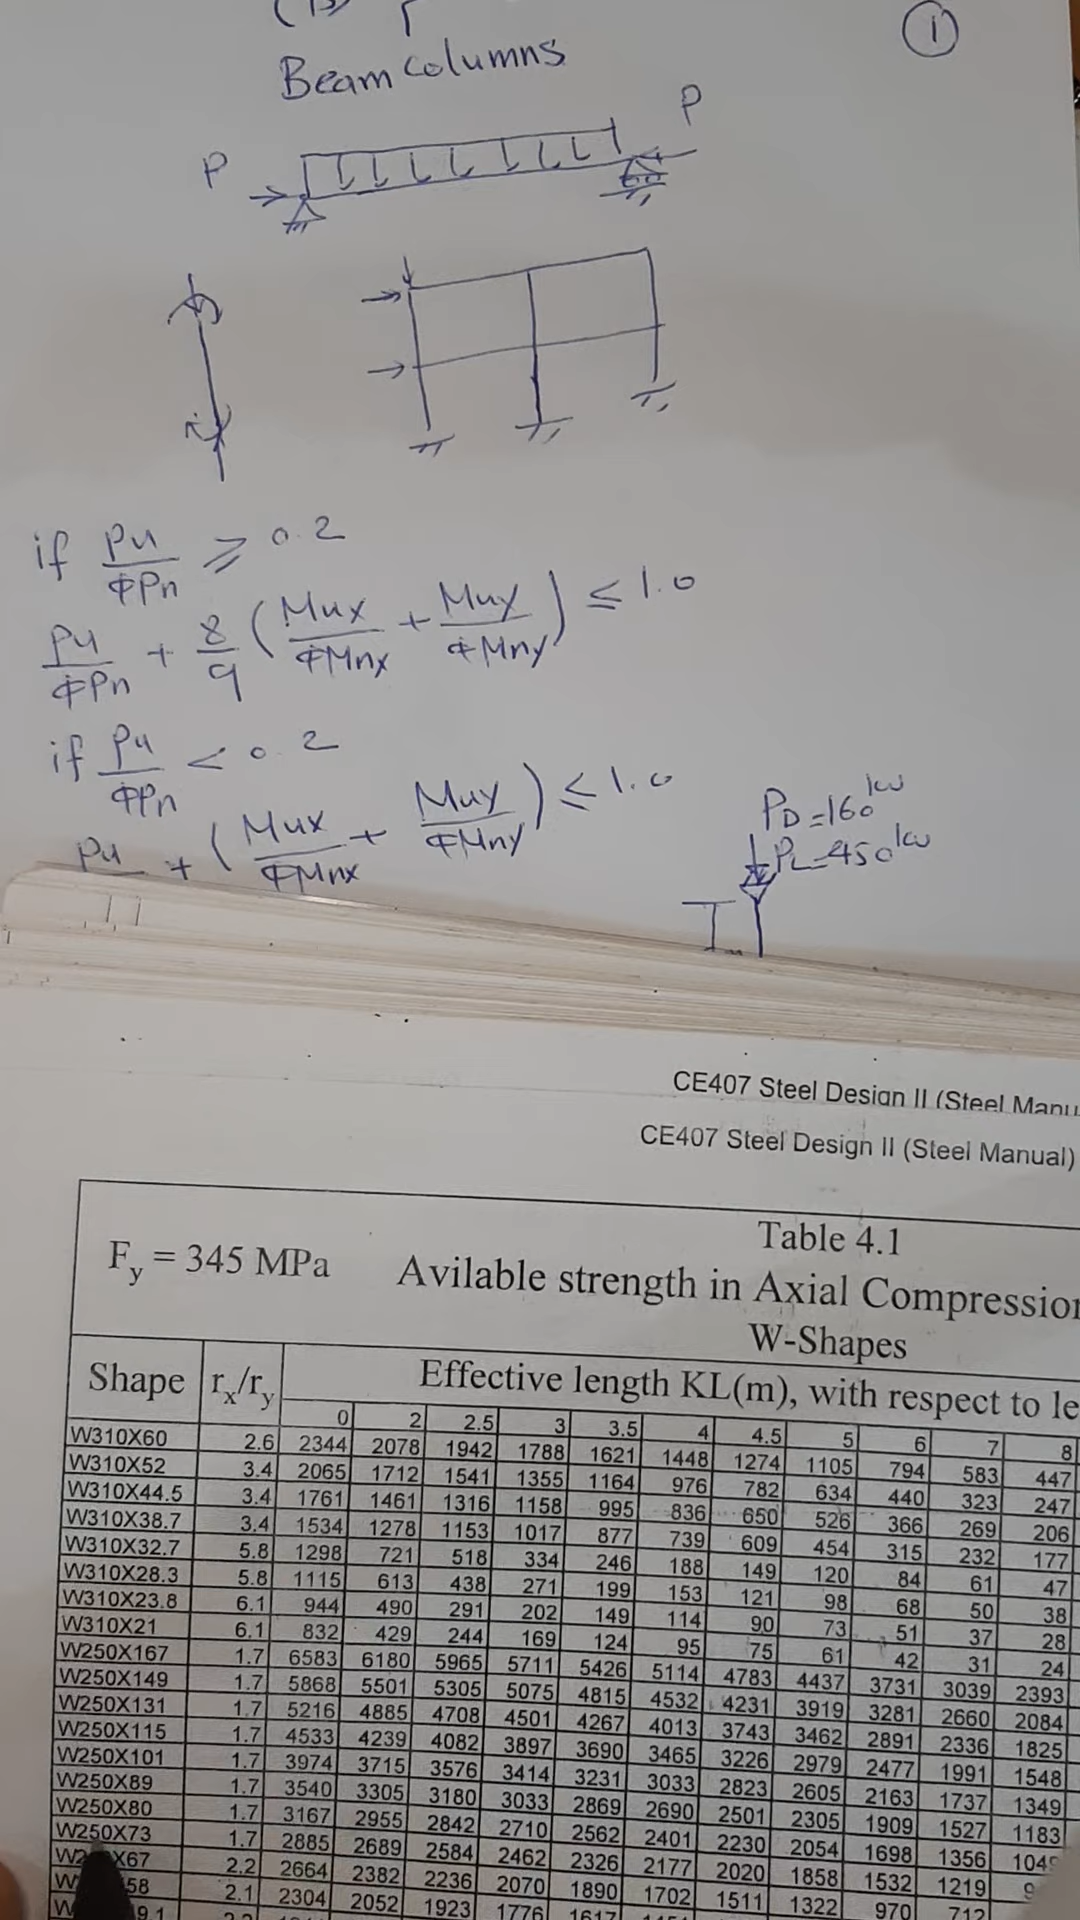 ①
Beam columns
P
P
if Pu/ΦPn ≥ 0.2
Pu/ΦPn + 8/9 (Mux/ΦMnx + Muy/ΦMny) ≤ 1.0
if Pu/ΦPn < 0.2
Pu + (Mux/ΦMnx + Muy/ΦMny) ≤ 1.0
PD=160
PL=450
CE407 Steel Design II (Steel Manu
CE407 Steel Design II (Steel Manual)
Table 4.1
Fy = 345 MPa Avilable strength in Axial Compression
W-Shapes
Shape rx/ry Effective length KL(m), with respect to le
0 2 2.5 3 3.5 4 4.5 5 6 7 8
W310X60 2.6 2344 2078 1942 1788 1621 1448 1274 1105 794 583 447
W310X52 3.4 2065 1712 1541 1355 1164 976 782 634 440 323 247
W310X44.5 3.4 1761 1461 1316 1158 995 836 650 526 366 269 206
W310X38.7 3.4 1534 1278 1153 1017 877 739 609 454 315 232 177
W310X32.7 5.8 1298 721 518 334 246 188 149 120 84 61 47
W310X28.3 5.8 1115 613 438 271 199 153 121 98 68 50 38
W310X23.8 6.1 944 490 291 202 149 114 90 73 51 37 28
W310X21 6.1 832 429 244 169 124 95 75 61 42 31 24
W250X167 1.7 6583 6180 5965 5711 5426 5114 4783 4437 3731 3039 2393
W250X149 1.7 5868 5501 5305 5075 4815 4532 4231 3919 3281 2660 2084
W250X131 1.7 5216 4885 4708 4501 4267 4013 3743 3462 2891 2336 1825
W250X115 1.7 4533 4239 4082 3897 3690 3465 3226 2979 2477 1991 1548
W250X101 1.7 3974 3715 3576 3414 3231 3033 2823 2605 2163 1737 1349
W250X89 1.7 3540 3305 3180 3033 2869 2690 2501 2305 1909 1527 1183
W250X80 1.7 3167 2955 2842 2710 2562 2401 2230 2054 1698 1356
W250X73 1.7 2885 2689 2584 2462 2326 2177 2020 1858 1532 1219
X67 2.2 2664 2382 2236 2070 1890 1702 1511 1322 970 712
58 2.1 2304 2052 1923 1776 1617
9.1